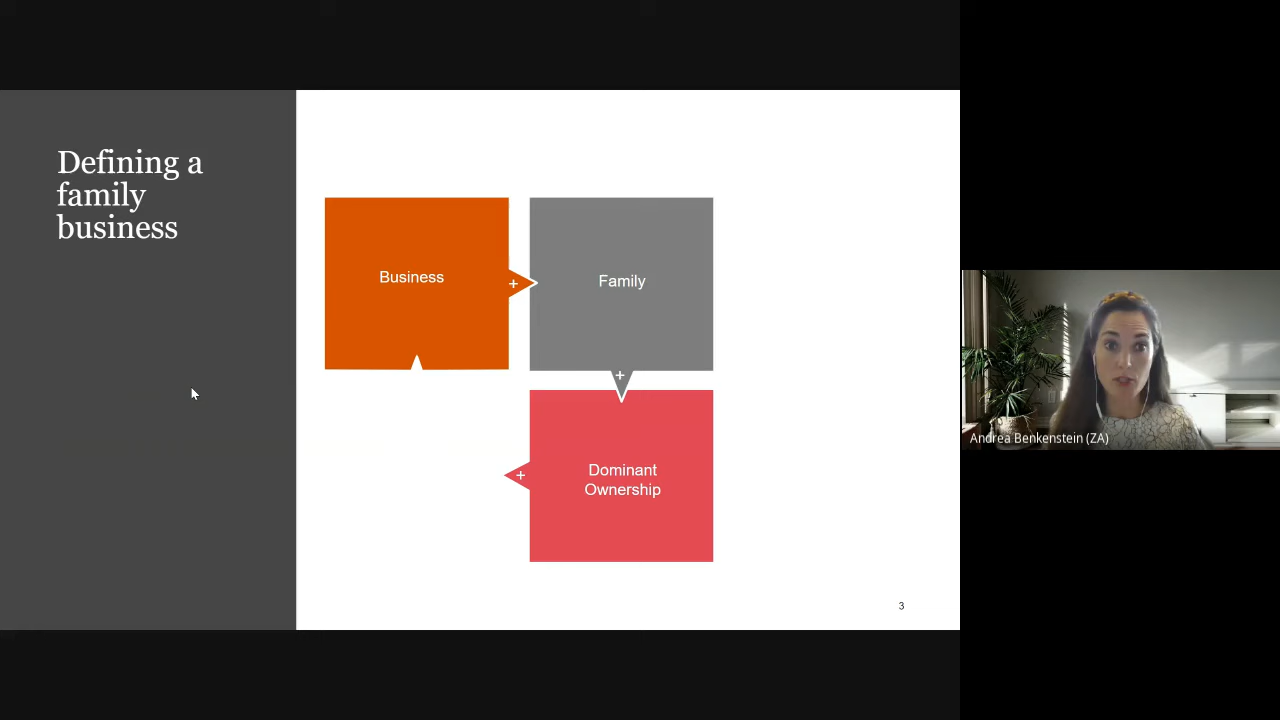 Defining a
family
business
Business
+
Family
+
Dominant
Ownership
+
3
Andrea Benkenstein (ZA)